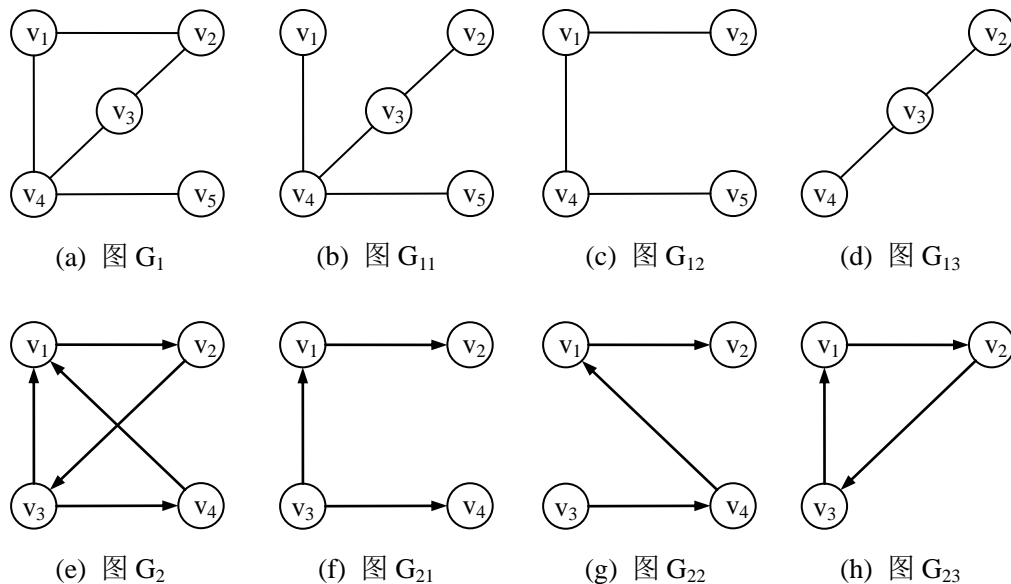 v₁ v₂ v₁ v₂ v₁ v₂ v₂
v₃ v₃ v₃
v₄ v₅ v₄ v₅ v₄ v₅ v₄
(a) 图 G₁ (b) 图 G₁₁ (c) 图 G₁₂ (d) 图 G₁₃
v₁ v₂ v₁ v₂ v₁ v₂ v₁ v₂
v₃ v₄ v₃ v₄ v₃ v₄ v₃
(e) 图 G₂ (f) 图 G₂₁ (g) 图 G₂₂ (h) 图 G₂₃